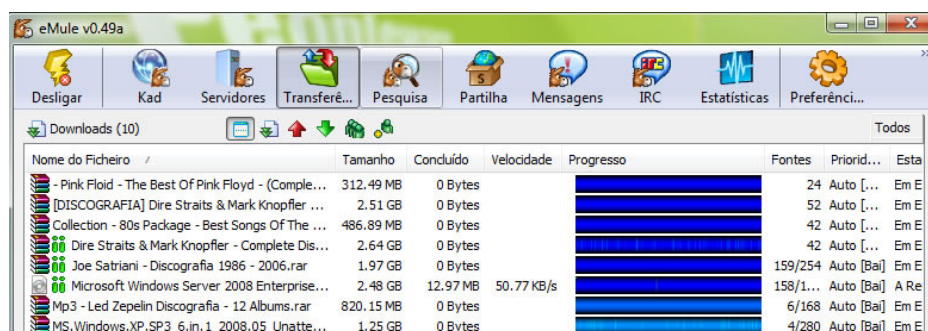 eMule v0.49a
Desligar Kad Servidores Transferê... Pesquisa Partilha Mensagens IRC Estatísticas Preferênci...
Downloads (10) Todos
Nome do Ficheiro Tamanho Concluído Velocidade Progresso Fontes Priorid... Esta
- Pink Floid - The Best Of Pink Floyd - (Comple... 312.49 MB 0 Bytes 24 Auto [... Em E
[DISCOGRAFIA] Dire Straits & Mark Knopfler ... 2.51 GB 0 Bytes 52 Auto [... Em E
Collection - 80s Package - Best Songs Of The ... 486.89 MB 0 Bytes 42 Auto [... Em E
Dire Straits & Mark Knopfler - Complete Dis... 2.64 GB 0 Bytes 42 Auto [... Em E
Joe Satriani - Discografia 1986 - 2006.rar 1.97 GB 0 Bytes 159/254 Auto [Bai] Em E
Microsoft Windows Server 2008 Enterprise... 2.48 GB 12.97 MB 50.77 KB/s 158/1... Auto [Bai] A Re
Mp3 - Led Zepelin Discografia - 12 Albums.rar 820.15 MB 0 Bytes 6/168 Auto [Bai] Em E
MS.Windows.XP.SP3_6.in.1_2008.05_Unatte... 1.25 GB 0 Bytes 4/280 Auto [Bai] Em E